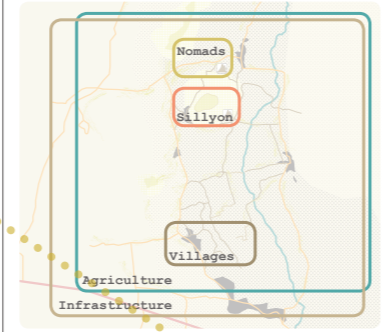 Nomads
Sillyon
Villages
Agriculture
Infrastructure